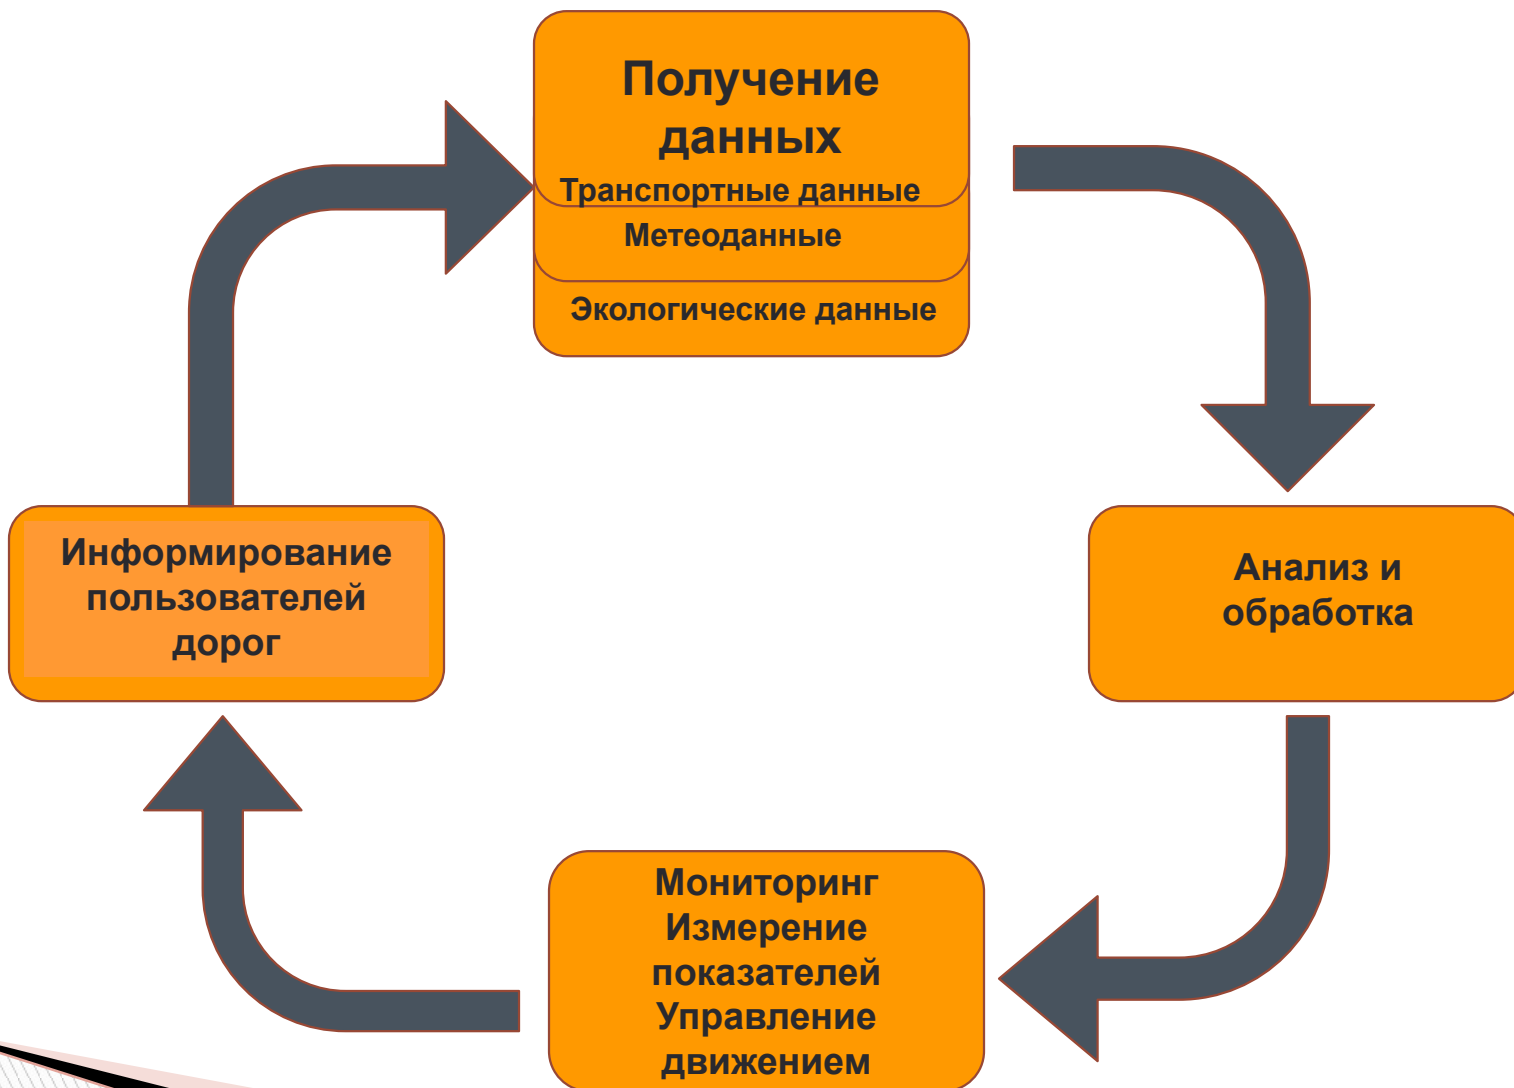 Получение
данных
Транспортные данные
Метеоданные
Экологические данные
Информирование
пользователей
дорог
Анализ и
обработка
Мониторинг
Измерение
показателей
Управление
движением